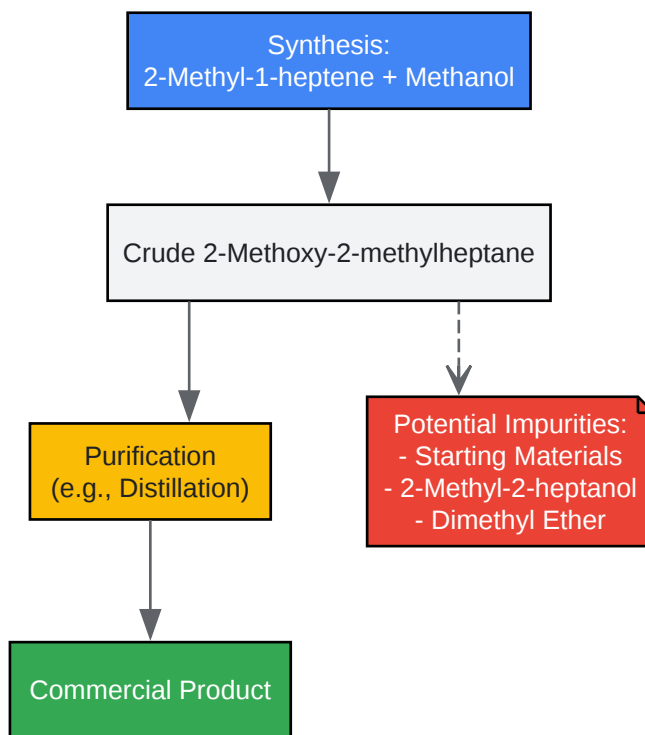 Synthesis:
2-Methyl-1-heptene + Methanol
Crude 2-Methoxy-2-methylheptane
Purification
(e.g., Distillation)
Potential Impurities:
- Starting Materials
- 2-Methyl-2-heptanol
- Dimethyl Ether
Commercial Product